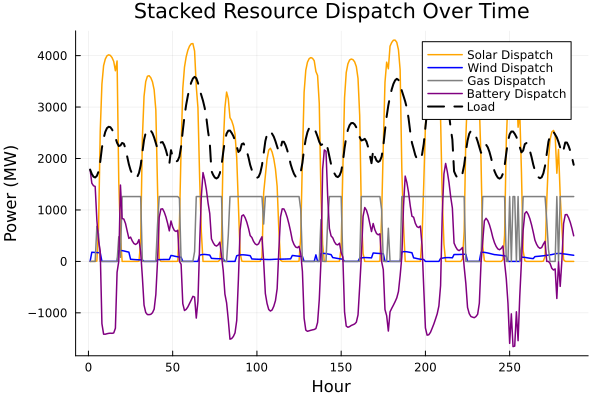 Stacked Resource Dispatch Over Time
Power (MW)
4000
3000
2000
1000
0
−1000
Solar Dispatch
Wind Dispatch
Gas Dispatch
Battery Dispatch
Load
0 50 100 150 200 250
Hour